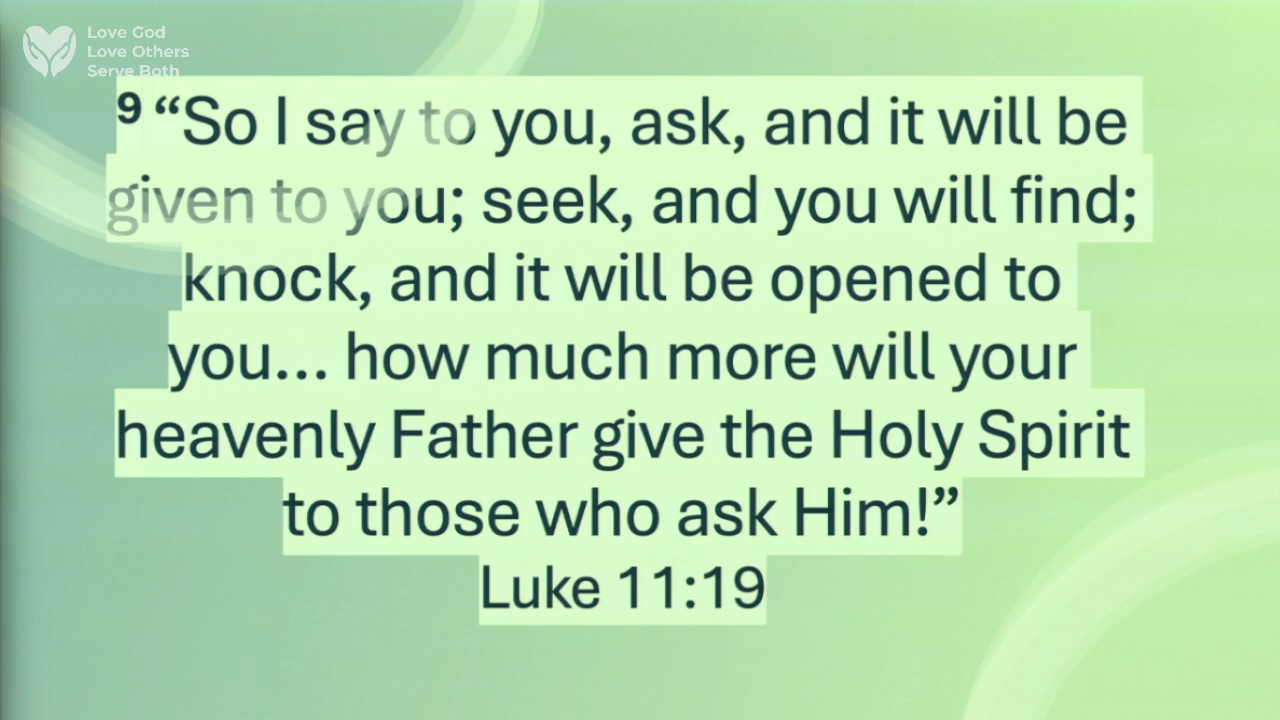 Love God
Love Others
Serve Both
9 “So I say to you, ask, and it will be
given to you; seek, and you will find;
knock, and it will be opened to
you... how much more will your
heavenly Father give the Holy Spirit
to those who ask Him!”
Luke 11:19